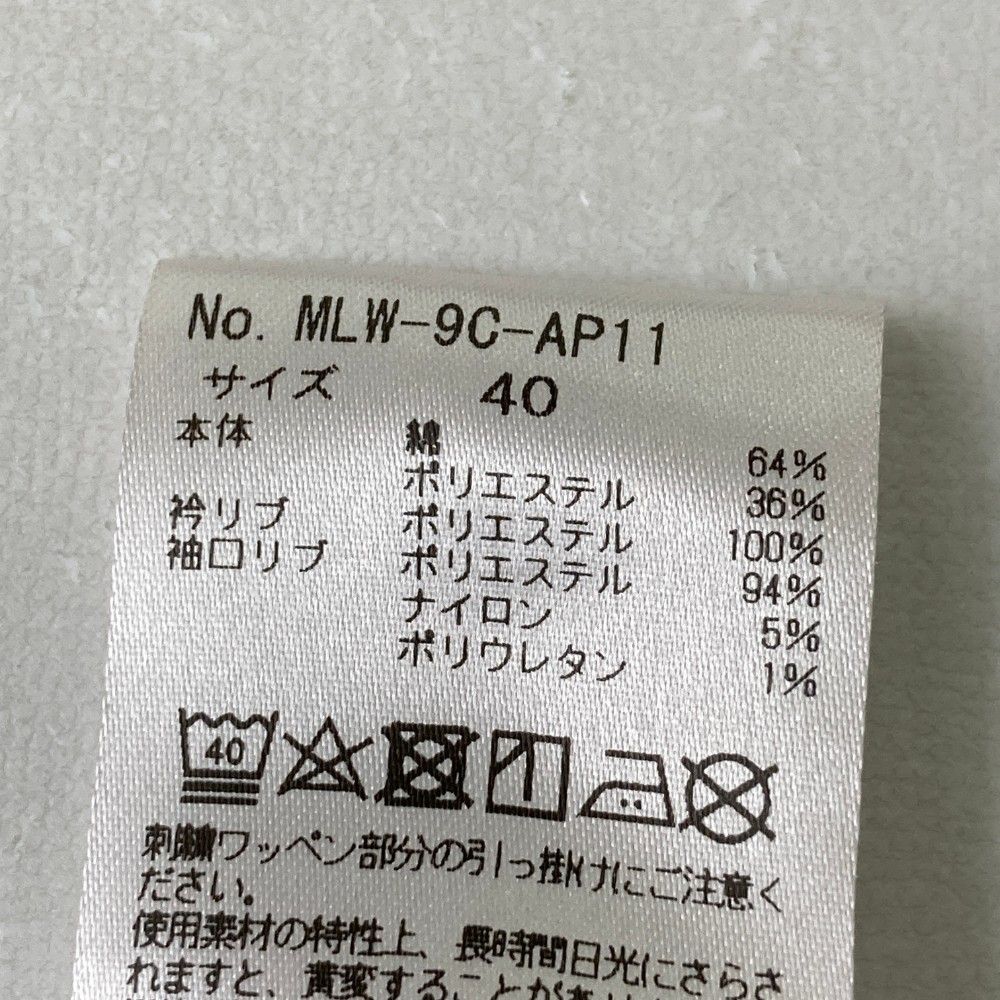 No. MLW-9C-AP11
サイズ 40
本体 綿 64%
ポリエステル 36%
衿リブ ポリエステル 100%
袖口リブ ポリエステル 94%
ナイロン 5%
ポリウレタン 1%
40
刺繍ワッペン部分の引っ掛けにご注意く
ださい。
使用素材の特性上、長時間日光にさらさ
れますと、黄変することが